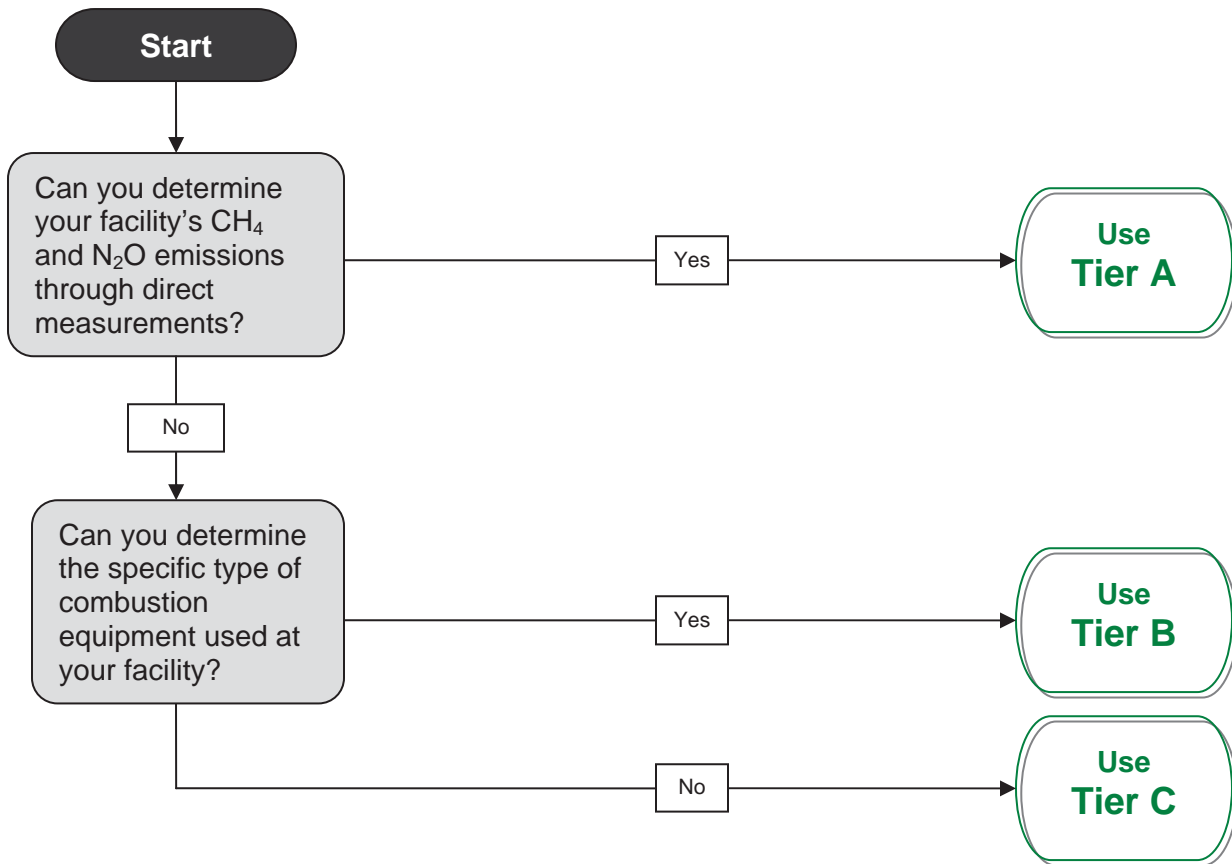 Start
Can you determine
your facility’s CH₄
and N₂O emissions
through direct
measurements?
Yes
Use
Tier A
No
Can you determine
the specific type of
combustion
equipment used at
your facility?
Yes
Use
Tier B
No
Use
Tier C